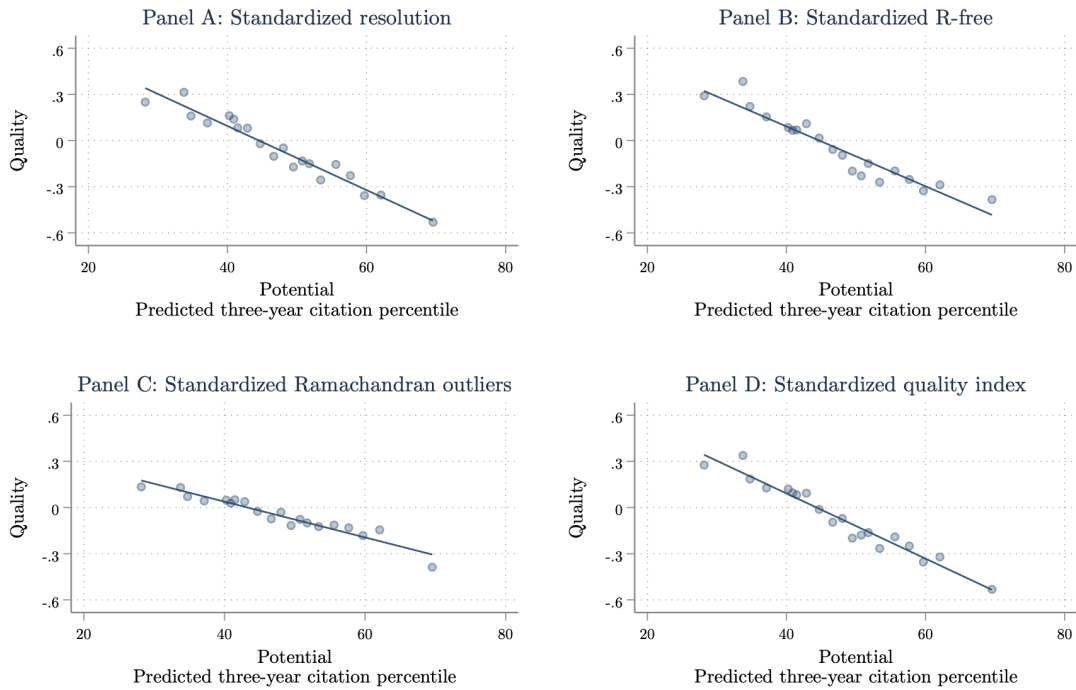 Panel A: Standardized resolution
.6
.3
0
-.3
-.6
Quality
20 40 60 80
Potential
Predicted three-year citation percentile
Panel B: Standardized R-free
.6
.3
0
-.3
-.6
Quality
20 40 60 80
Potential
Predicted three-year citation percentile
Panel C: Standardized Ramachandran outliers
.6
.3
0
-.3
-.6
Quality
20 40 60 80
Potential
Predicted three-year citation percentile
Panel D: Standardized quality index
.6
.3
0
-.3
-.6
Quality
20 40 60 80
Potential
Predicted three-year citation percentile